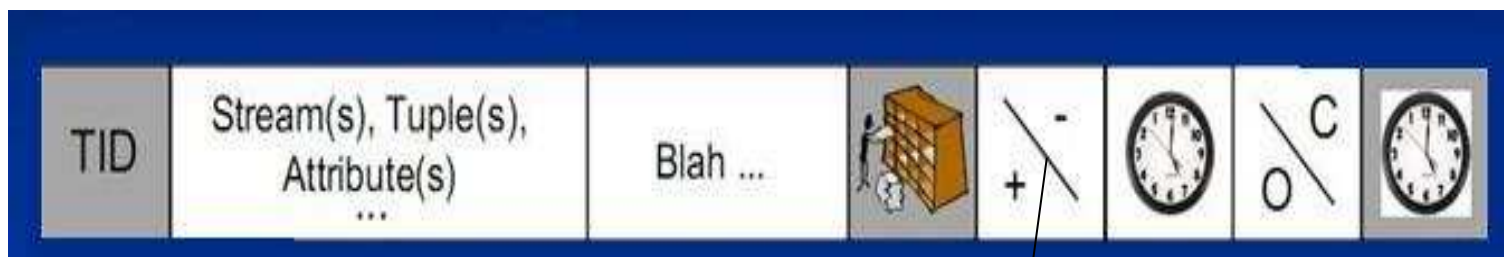 TID
Stream(s), Tuple(s),
Attribute(s)
...
Blah ...
+ -
O C